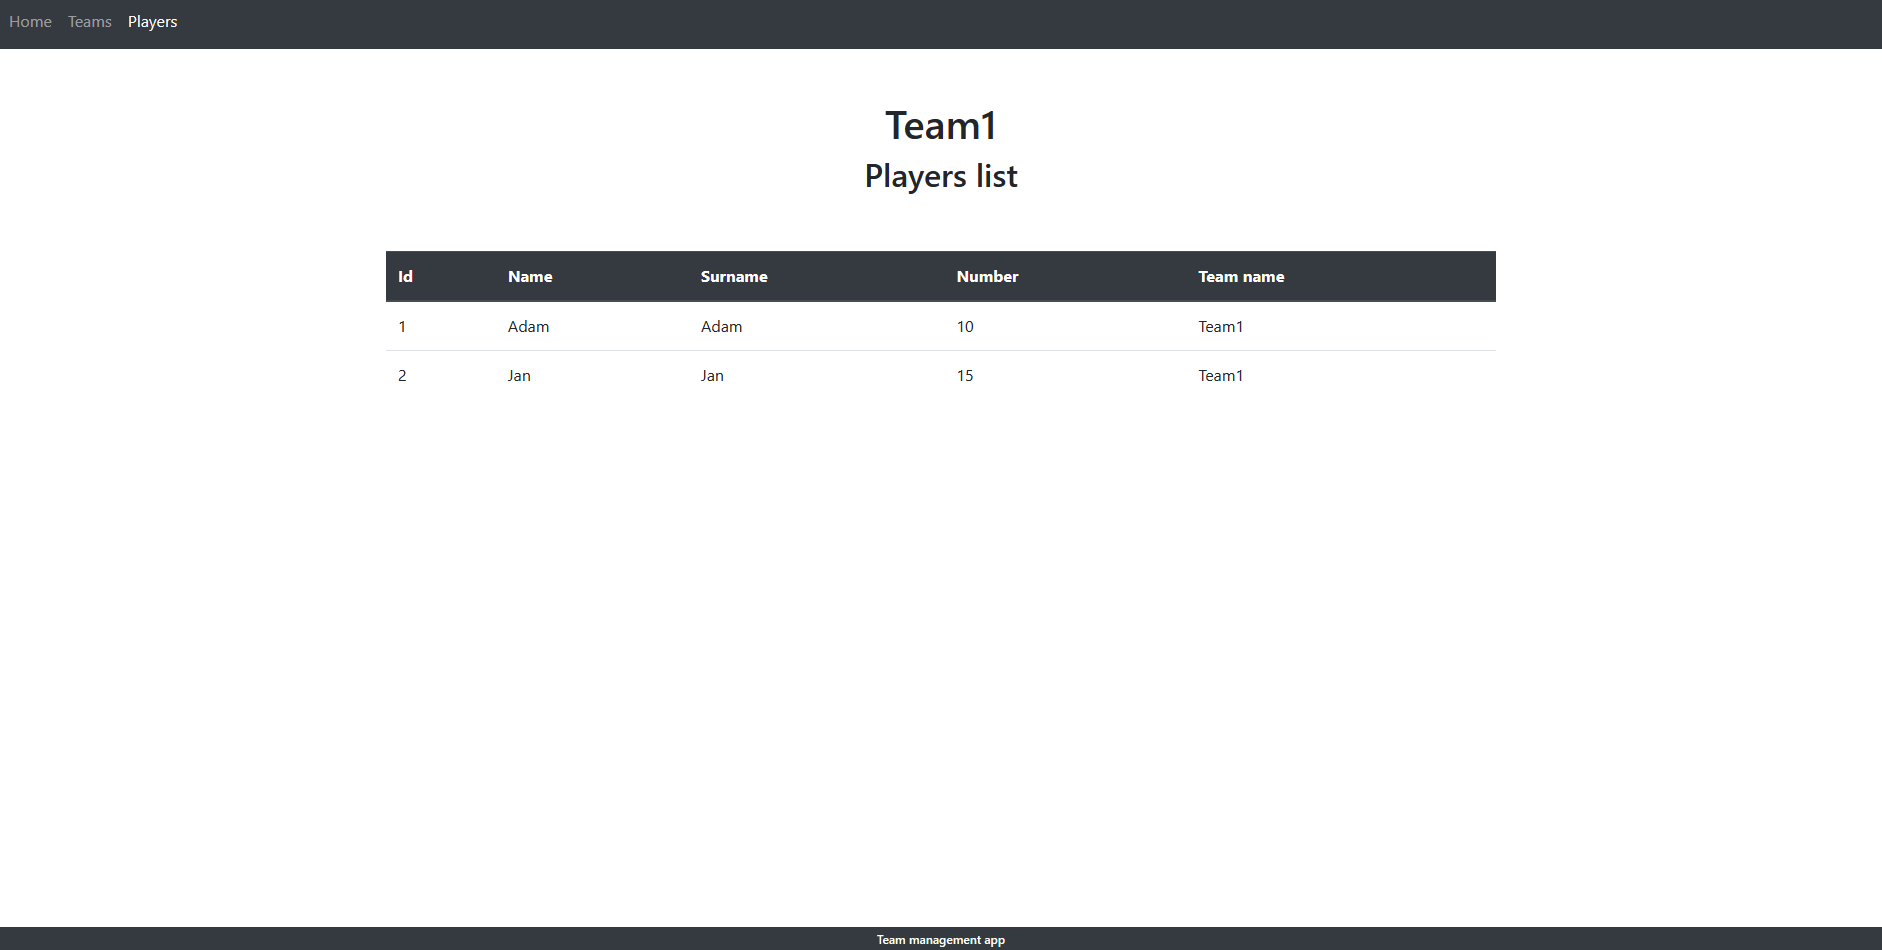 Home Teams Players
Team1
Players list
Id Name Surname Number Team name
1 Adam Adam 10 Team1
2 Jan Jan 15 Team1
Team management app